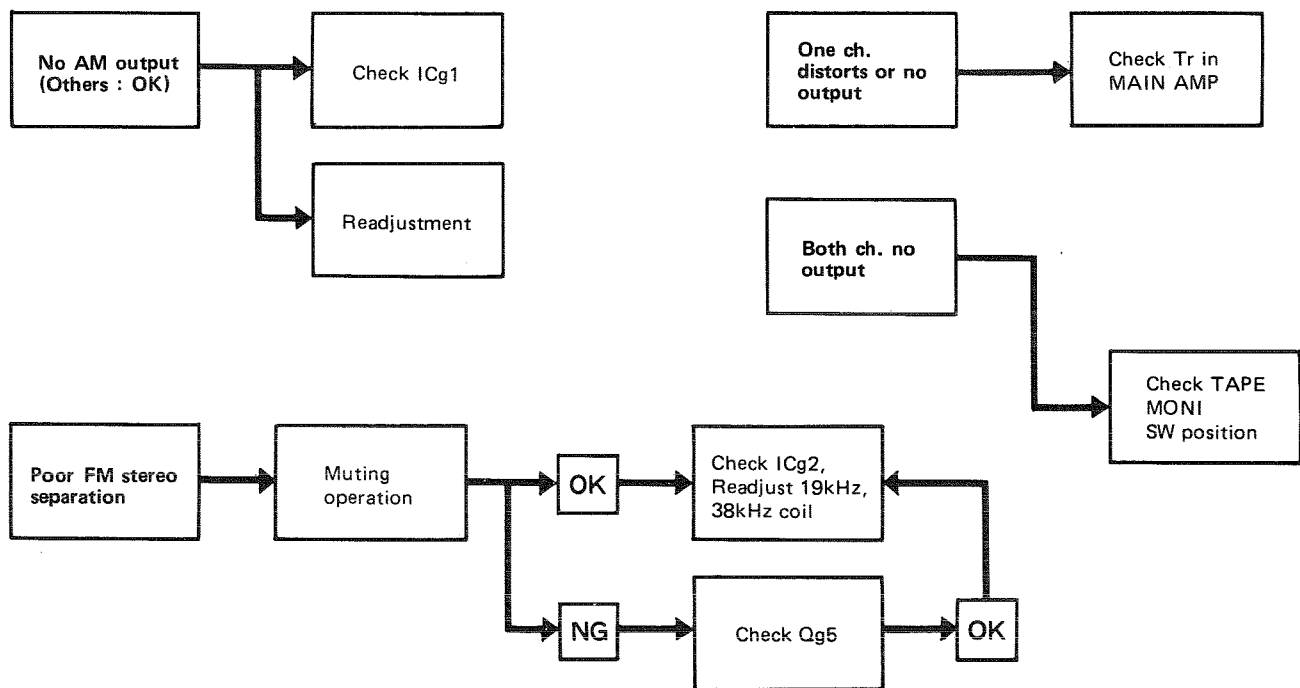 No AM output
(Others : OK)
Check ICg1
Readjustment
One ch.
distorts or no
output
Check Tr in
MAIN AMP
Both ch. no
output
Check TAPE
MONI
SW position
Poor FM stereo
separation
Muting
operation
OK
Check ICg2,
Readjust 19kHz,
38kHz coil
NG
Check Qg5
OK